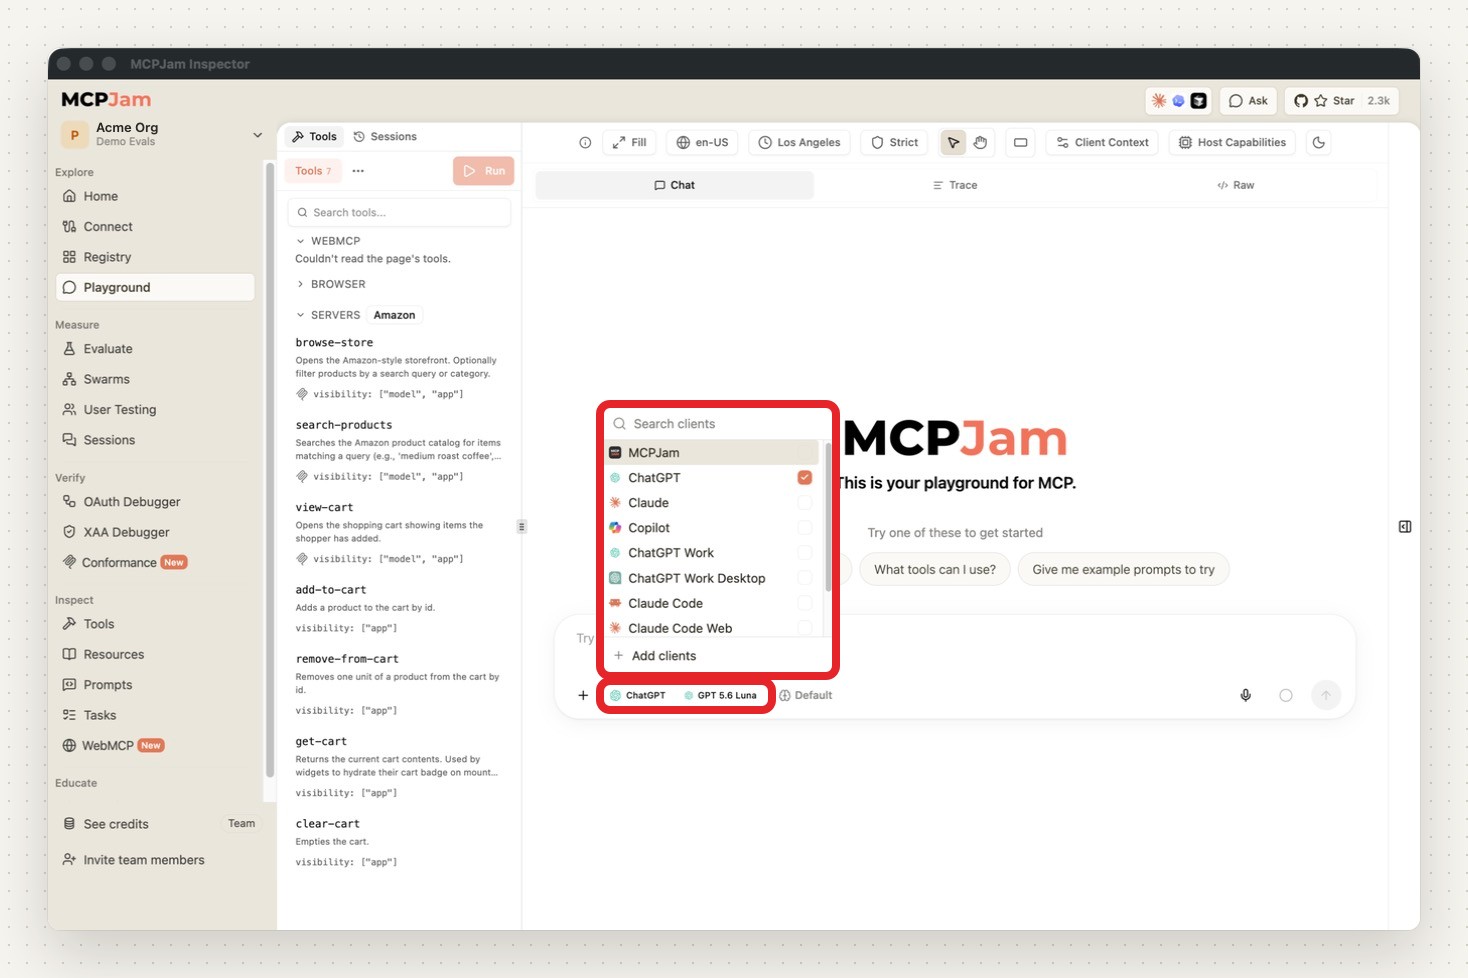 MCPJam Inspector
MCPJam
Ask
Star 2.3k
P
Acme Org
Demo Evals
Explore
Home
Connect
Registry
Playground
Measure
Evaluate
Swarms
User Testing
Sessions
Verify
OAuth Debugger
XAA Debugger
Conformance New
Inspect
Tools
Resources
Prompts
Tasks
WebMCP New
Educate
See credits Team
Invite team members
Tools Sessions
Tools 7 ••• Run
Search tools...
WEBMCP
Couldn't read the page's tools.
BROWSER
SERVERS Amazon
browse-store
Opens the Amazon-style storefront. Optionally
filter products by a search query or category.
visibility: ["model", "app"]
search-products
Searches the Amazon product catalog for items
matching a query (e.g., 'medium roast coffee',...
visibility: ["model", "app"]
view-cart
Opens the shopping cart showing items the
shopper has added.
visibility: ["model", "app"]
add-to-cart
Adds a product to the cart by id.
visibility: ["app"]
remove-from-cart
Removes one unit of a product from the cart by
id.
visibility: ["app"]
get-cart
Returns the current cart contents. Used by
widgets to hydrate their cart badge on mount...
visibility: ["app"]
clear-cart
Empties the cart.
visibility: ["app"]
Fill en-US Los Angeles Strict Client Context Host Capabilities
Chat Trace Raw
MCPJam
This is your playground for MCP.
Try one of these to get started
What tools can I use? Give me example prompts to try
Search clients
MCPJam
ChatGPT
Claude
Copilot
ChatGPT Work
ChatGPT Work Desktop
Claude Code
Claude Code Web
+ Add clients
Try
+ ChatGPT GPT 5.6 Luna Default